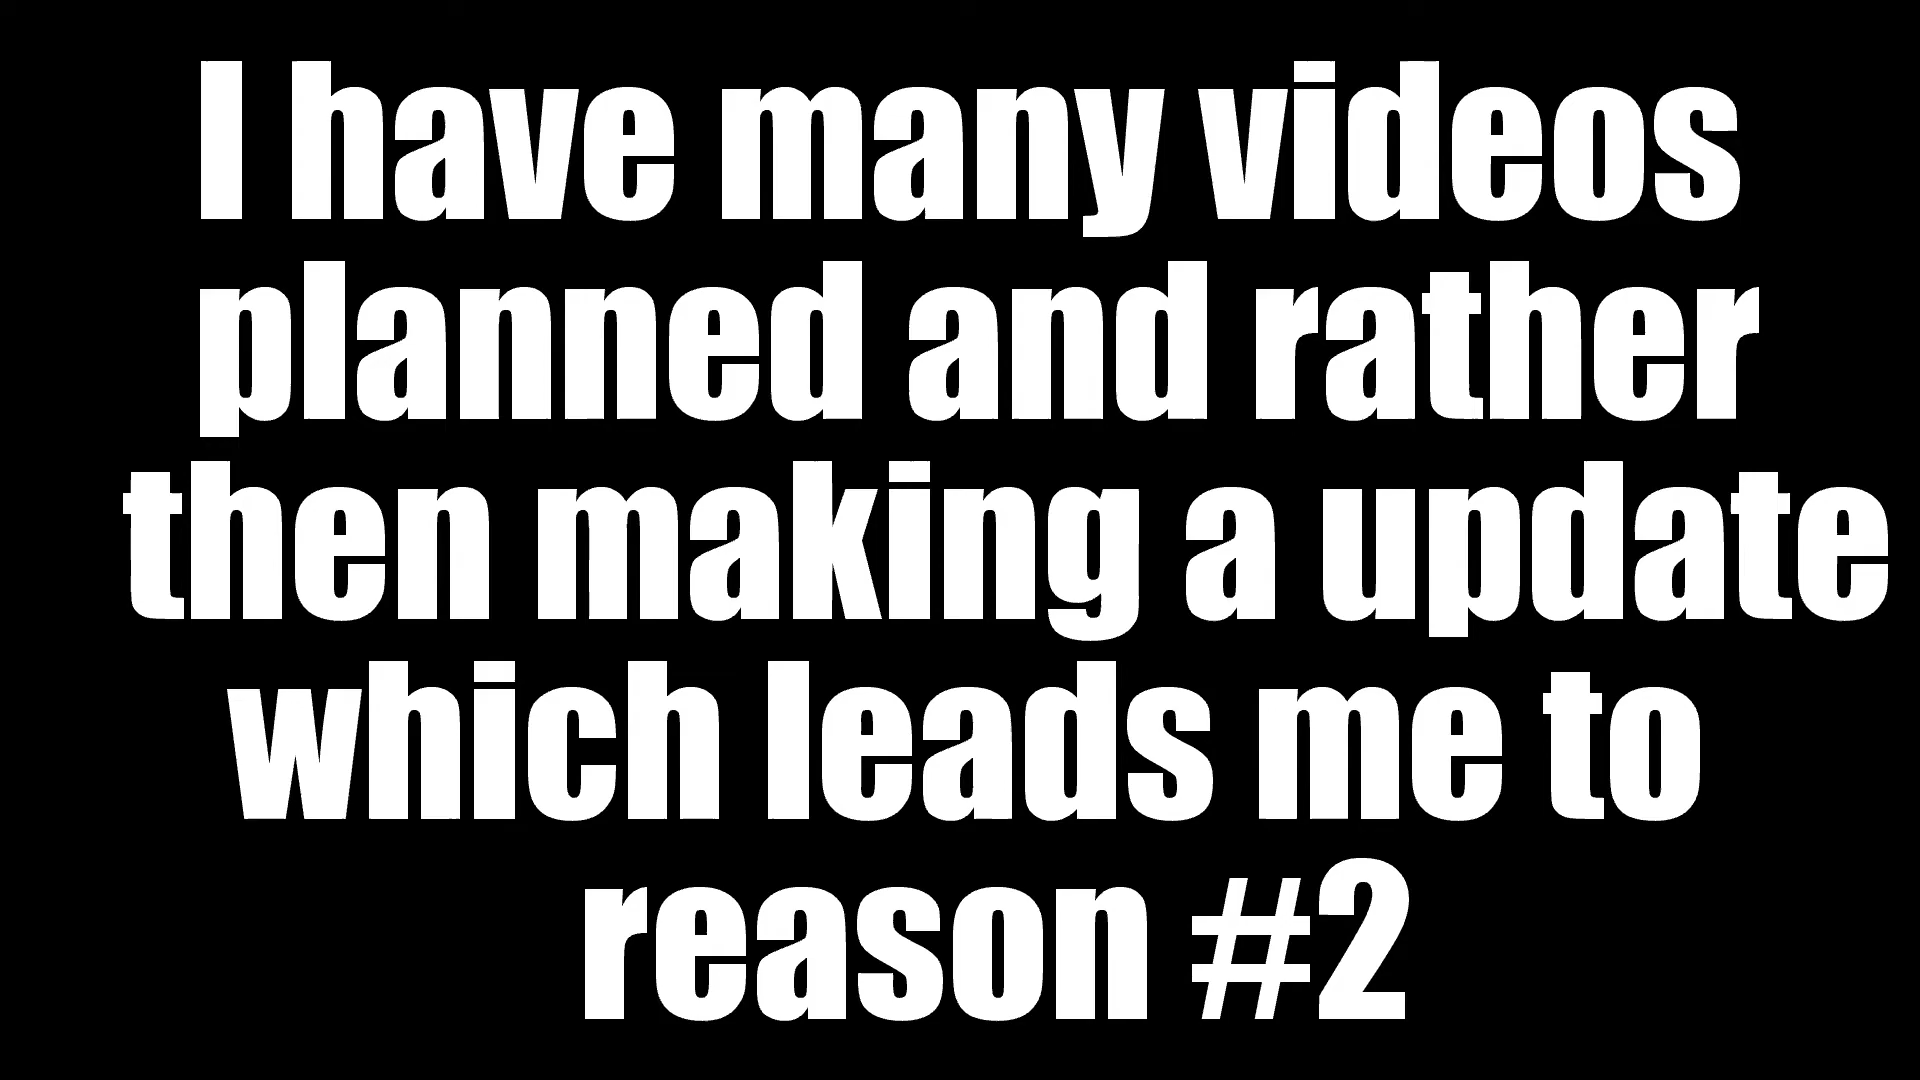 I have many videos
planned and rather
then making a update
which leads me to
reason #2